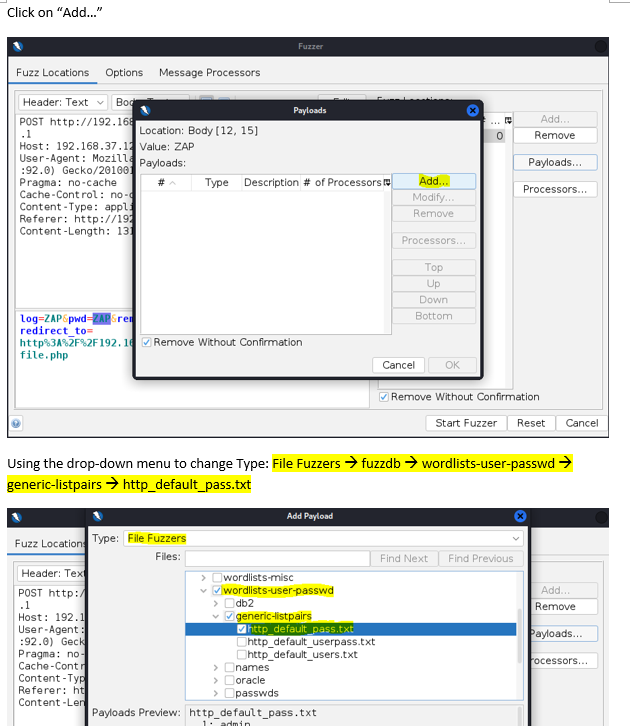 Click on “Add...”
Fuzzer
Fuzz Locations Options Message Processors
Header: Text
POST http://192.168
.1
Host: 192.168.37.12
User-Agent: Mozilla
:92.0) Gecko/201001
Pragma: no-cache
Cache-Control: no-c
Content-Type: appli
Referer: http://192
Content-Length: 131
log=ZAP&pwd=ZAP&rem
redirect_to=
http%3A%2F%2F192.16
file.php
Payloads
Location: Body [12, 15]
Value: ZAP
Payloads:
# Type Description # of Processors
Add...
Modify...
Remove
Processors...
Top
Up
Down
Bottom
Remove Without Confirmation
Cancel OK
... 0
Add...
Remove
Payloads...
Processors...
Remove Without Confirmation
Start Fuzzer Reset Cancel
Using the drop-down menu to change Type: File Fuzzers → fuzzdb → wordlists-user-passwd →
generic-listpairs → http_default_pass.txt
Add Payload
Fuzz Locations
Header: Text
POST http:/
.1
Host: 192.1
User-Agent:
:92.0) Geck
Pragma: no-
Cache-Contr
Content-Typ
Referer: ht
Content-Len
Type: File Fuzzers
Files:
Find Next Find Previous
wordlists-misc
wordlists-user-passwd
db2
generic-listpairs
http_default_pass.txt
http_default_userpass.txt
http_default_users.txt
names
oracle
passwds
Payloads Preview: http_default_pass.txt
1: admin
Add...
Remove
Payloads...
rocessors...